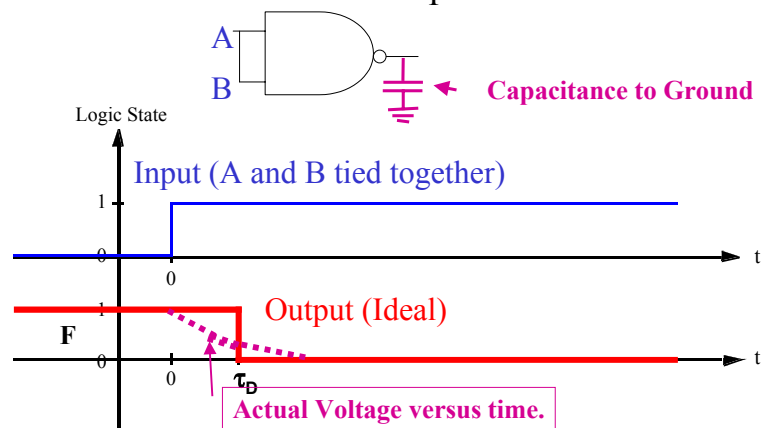 A
B
Capacitance to Ground
Logic State
Input (A and B tied together)
1
0
t
0
1
Output (Ideal)
F
0
t
0
τD
Actual Voltage versus time.